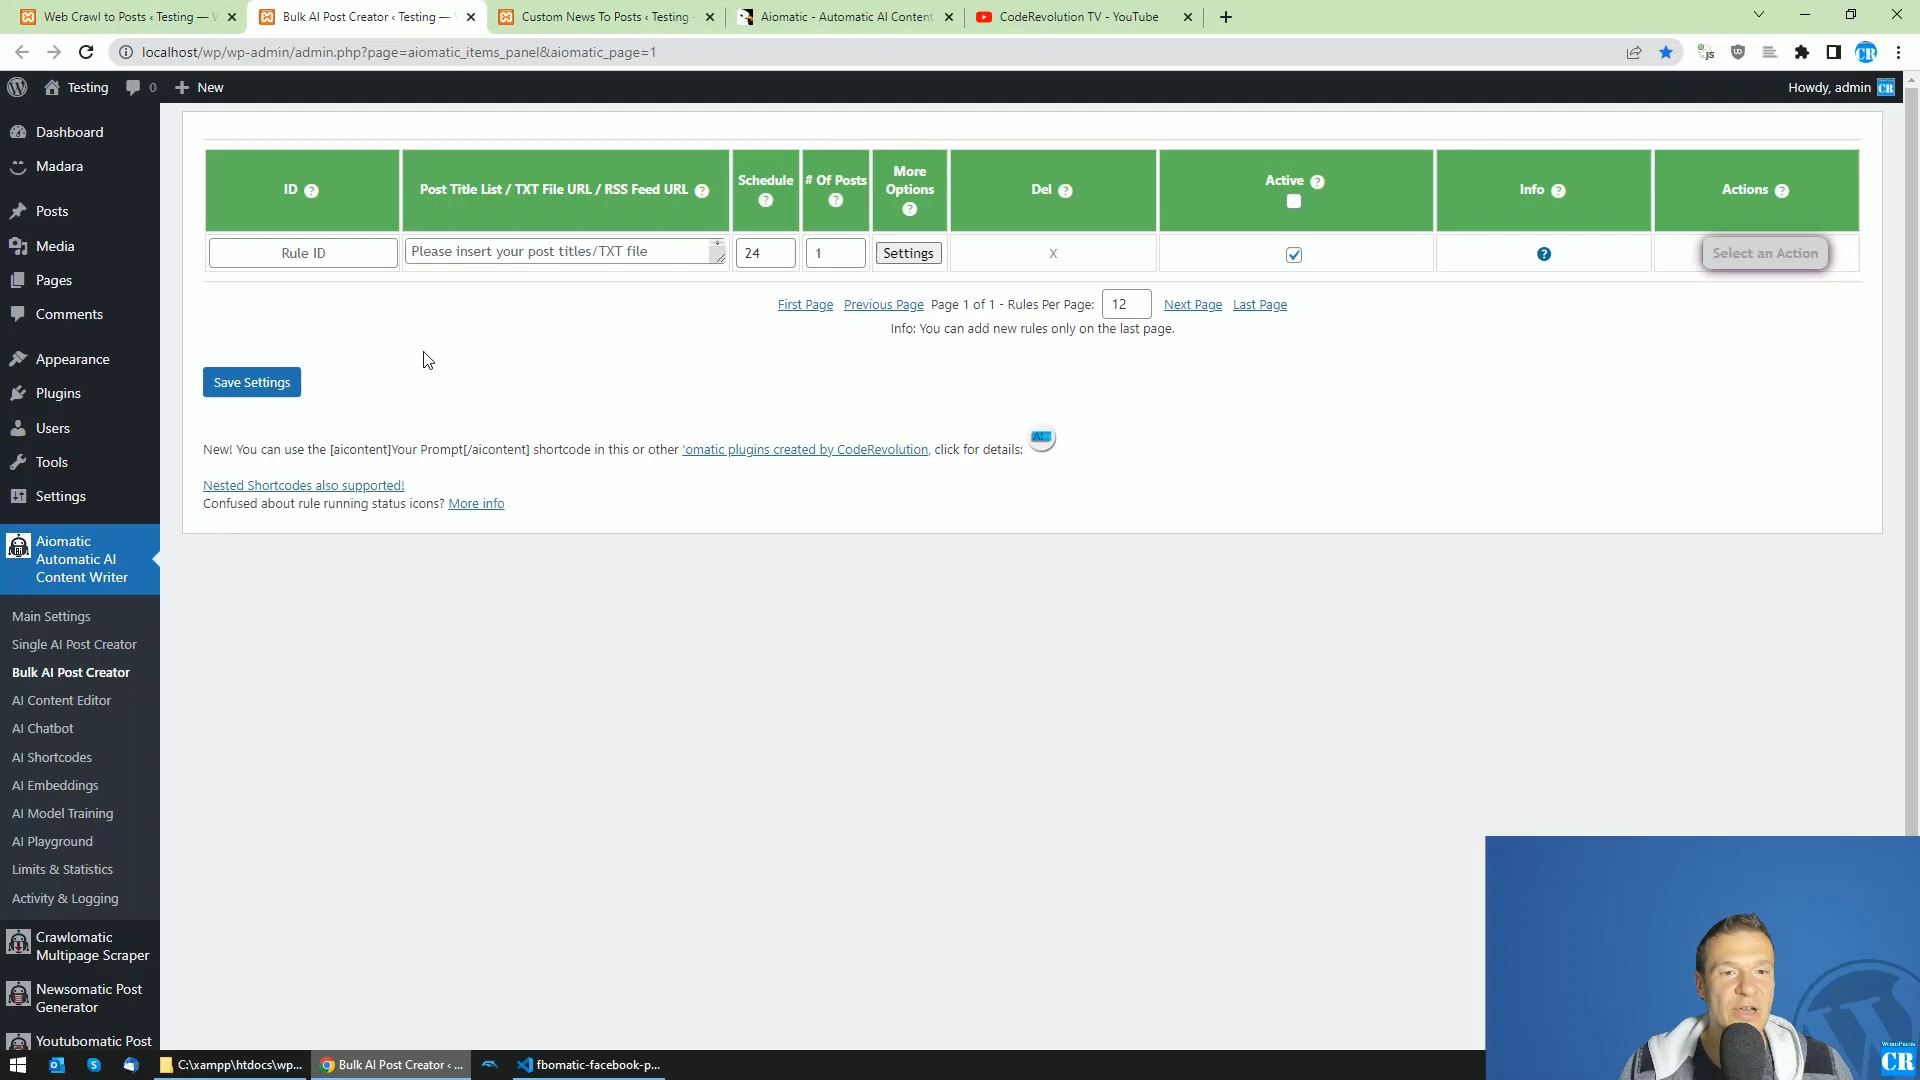 Web Crawl to Posts ‹ Testing — W
Bulk AI Post Creator ‹ Testing —
Custom News To Posts ‹ Testing
Aiomatic - Automatic AI Content
CodeRevolution TV - YouTube
localhost/wp/wp-admin/admin.php?page=aiomatic_items_panel&aiomatic_page=1
Testing
0
New
Howdy, admin
Dashboard
Madara
Posts
Media
Pages
Comments
Appearance
Plugins
Users
Tools
Settings
Aiomatic
Automatic AI
Content Writer
Main Settings
Single AI Post Creator
Bulk AI Post Creator
AI Content Editor
AI Chatbot
AI Shortcodes
AI Embeddings
AI Model Training
AI Playground
Limits & Statistics
Activity & Logging
Crawlomatic
Multipage Scraper
Newsomatic Post
Generator
Youtubomatic Post
ID ?
Post Title List / TXT File URL / RSS Feed URL ?
Schedule ?
# Of Posts ?
More Options ?
Del ?
Active ?
Info ?
Actions ?
Rule ID
Please insert your post titles/TXT file
24
1
Settings
X
?
Select an Action
First Page Previous Page Page 1 of 1 - Rules Per Page: 12 Next Page Last Page
Info: You can add new rules only on the last page.
Save Settings
New! You can use the [aicontent]Your Prompt[/aicontent] shortcode in this or other 'omatic plugins created by CodeRevolution, click for details:
Nested Shortcodes also supported!
Confused about rule running status icons? More info
C:\xampp\htdocs\wp...
Bulk AI Post Creator ‹ ...
fbomatic-facebook-p...
WORDPRESS
CR